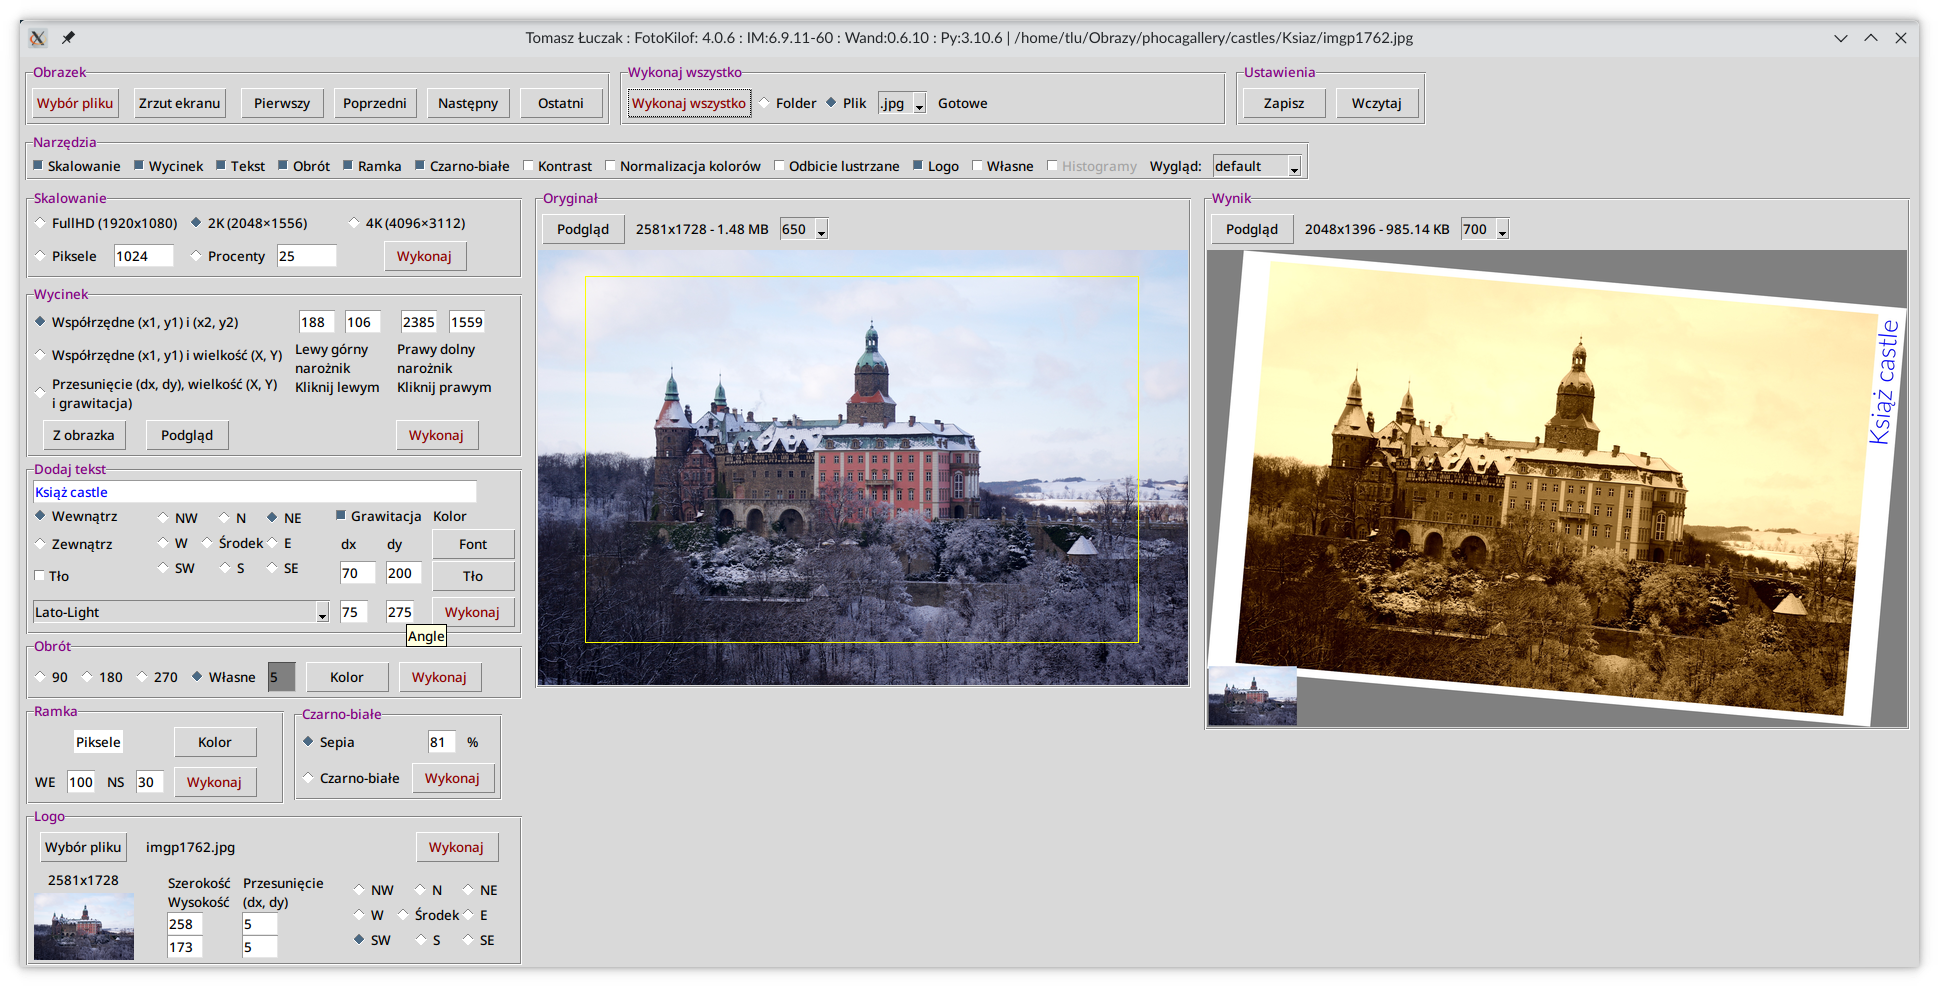 Tomasz Łuczak : FotoKilof: 4.0.6 : IM:6.9.11-60 : Wand:0.6.10 : Py:3.10.6 | /home/tlu/Obrazy/phocagallery/castles/Ksiaz/imgp1762.jpg
Obrazek
Wybór pliku Zrzut ekranu Pierwszy Poprzedni Następny Ostatni
Wykonaj wszystko
Wykonaj wszystko Folder Plik .jpg Gotowe
Ustawienia
Zapisz Wczytaj
Narzędzia
Skalowanie Wycinek Tekst Obrót Ramka Czarno-białe Kontrast Normalizacja kolorów Odbicie lustrzane Logo Własne Histogramy Wygląd: default
Skalowanie
FullHD (1920x1080) 2K (2048×1556) 4K (4096×3112)
Piksele 1024 Procenty 25 Wykonaj
Wycinek
Współrzędne (x1, y1) i (x2, y2) 188 106 2385 1559
Współrzędne (x1, y1) i wielkość (X, Y)
Przesunięcie (dx, dy), wielkość (X, Y)
i grawitacja)
Lewy górny
narożnik
Kliknij lewym
Prawy dolny
narożnik
Kliknij prawym
Z obrazka Podgląd Wykonaj
Dodaj tekst
Książ castle
Wewnątrz NW N NE Grawitacja Kolor
Zewnątrz W Środek E dx dy Font
Tło SW S SE 70 200 Tło
Lato-Light 75 275 Wykonaj
Angle
Obrót
90 180 270 Własne 5 Kolor Wykonaj
Ramka
Piksele Kolor
WE 100 NS 30 Wykonaj
Czarno-białe
Sepia 81 %
Czarno-białe Wykonaj
Logo
Wybór pliku imgp1762.jpg Wykonaj
2581x1728
Szerokość
Wysokość
258
173
Przesunięcie
(dx, dy)
5
5
NW N NE
W Środek E
SW S SE
Oryginał
Podgląd 2581x1728 - 1.48 MB 650
Wynik
Podgląd 2048x1396 - 985.14 KB 700
Książ castle